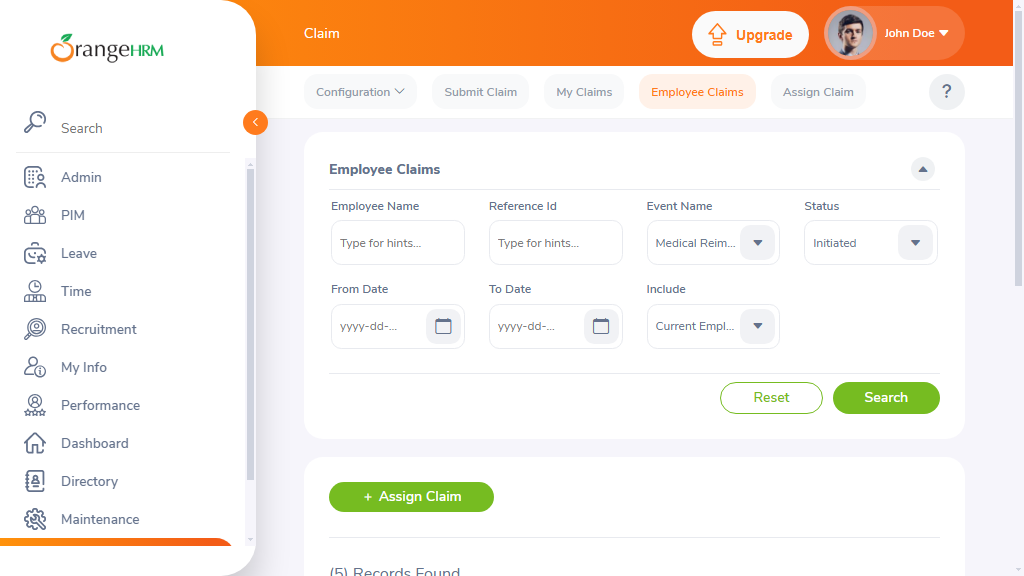 OrangeHRM
Search
Admin
PIM
Leave
Time
Recruitment
My Info
Performance
Dashboard
Directory
Maintenance
Claim
Upgrade
John Doe
Configuration
Submit Claim
My Claims
Employee Claims
Assign Claim
?
Employee Claims
Employee Name
Reference Id
Event Name
Status
Type for hints...
Type for hints...
Medical Reim...
Initiated
From Date
To Date
Include
yyyy-dd-...
yyyy-dd-...
Current Empl...
Reset
Search
+ Assign Claim
(5) Records Found